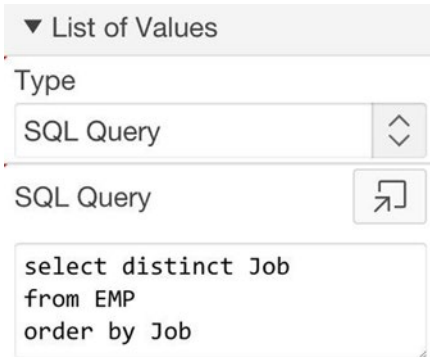 ▼ List of Values
Type
SQL Query
SQL Query
select distinct Job
from EMP
order by Job